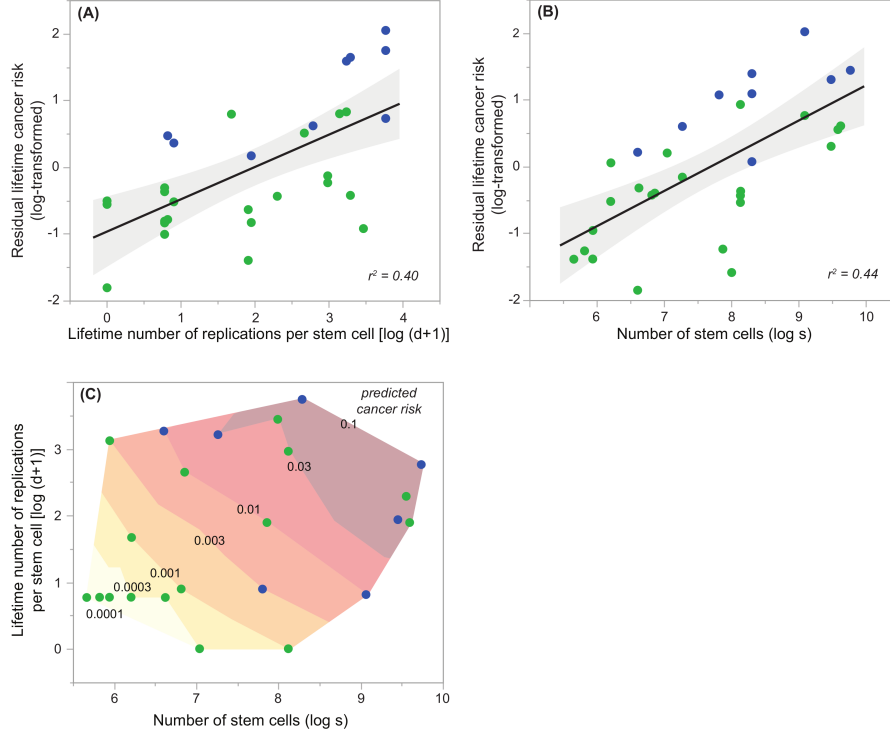 (A)
Residual lifetime cancer risk
(log-transformed)
2
1
0
-1
-2
r² = 0.40
0
1
2
3
4
Lifetime number of replications per stem cell [log (d+1)]
(B)
Residual lifetime cancer risk
(log-transformed)
2
1
0
-1
-2
r² = 0.44
6
7
8
9
10
Number of stem cells (log s)
(C)
Lifetime number of replications
per stem cell [log (d+1)]
3
2
1
0
predicted
cancer risk
0.1
0.03
0.01
0.003
0.001
0.0003
0.0001
6
7
8
9
10
Number of stem cells (log s)